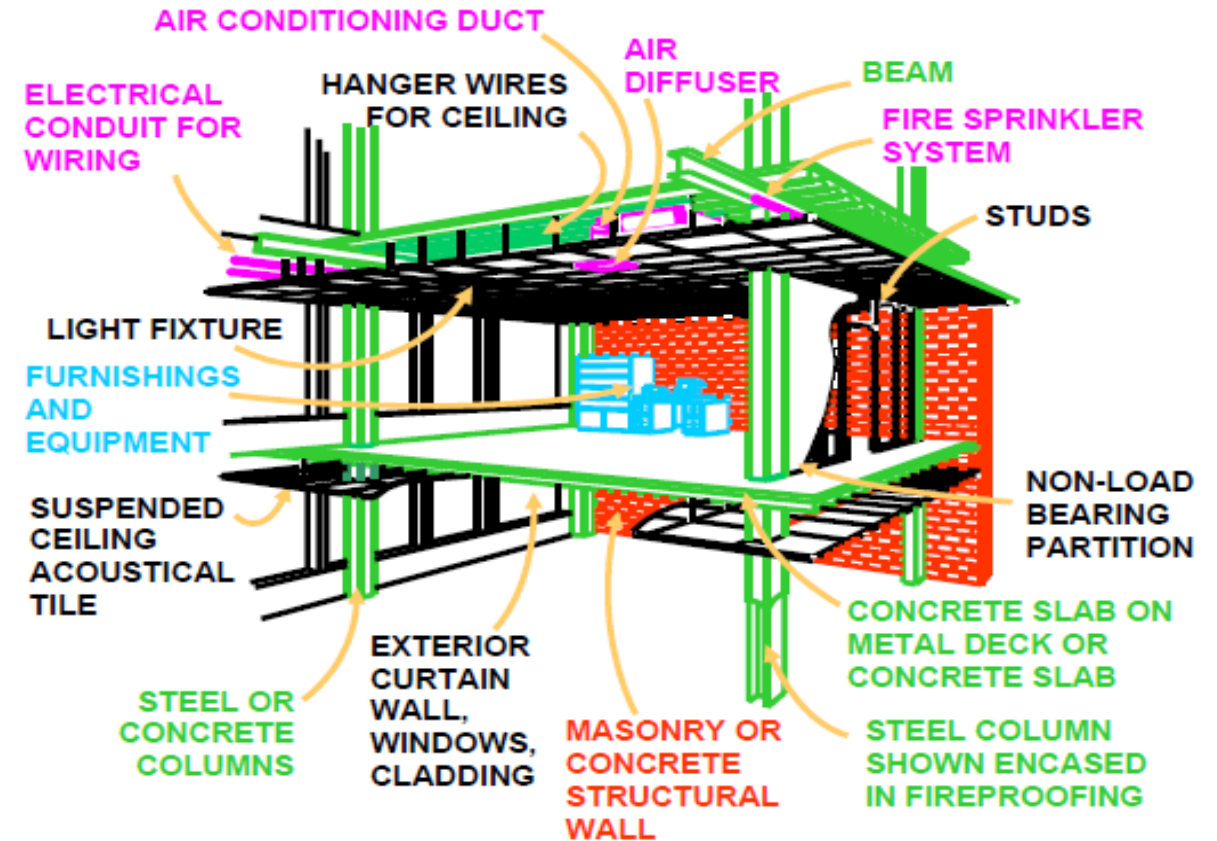 AIR CONDITIONING DUCT
AIR
DIFFUSER
BEAM
HANGER WIRES
FOR CEILING
ELECTRICAL
CONDUIT FOR
WIRING
FIRE SPRINKLER
SYSTEM
STUDS
LIGHT FIXTURE
FURNISHINGS
AND
EQUIPMENT
SUSPENDED
CEILING
ACOUSTICAL
TILE
NON-LOAD
BEARING
PARTITION
STEEL OR
CONCRETE
COLUMNS
EXTERIOR
CURTAIN
WALL,
WINDOWS,
CLADDING
MASONRY OR
CONCRETE
STRUCTURAL
WALL
CONCRETE SLAB ON
METAL DECK OR
CONCRETE SLAB
STEEL COLUMN
SHOWN ENCASED
IN FIREPROOFING